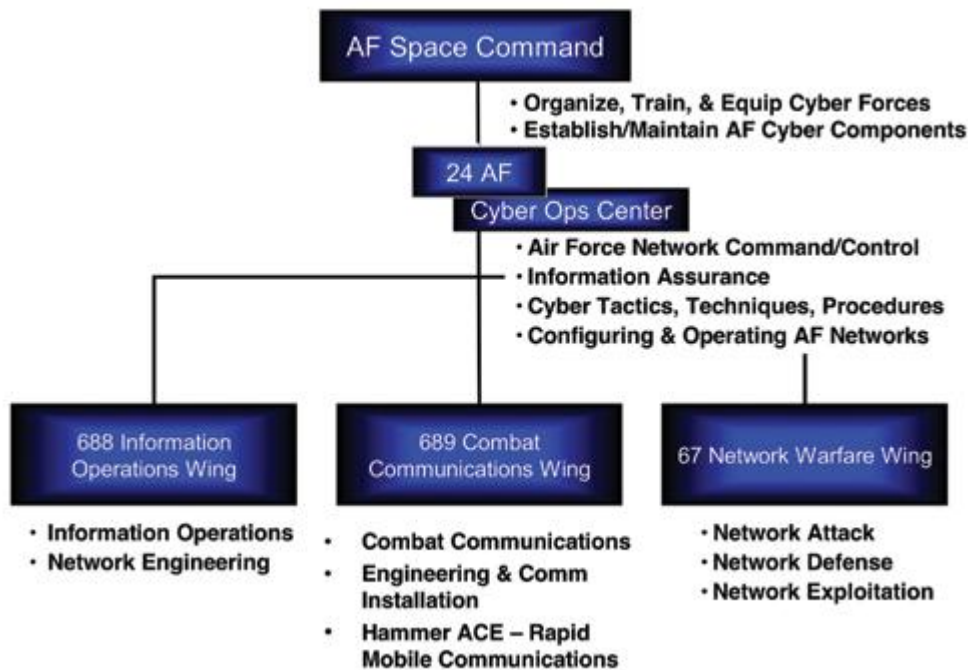 AF Space Command
• Organize, Train, & Equip Cyber Forces
• Establish/Maintain AF Cyber Components
24 AF
Cyber Ops Center
• Air Force Network Command/Control
• Information Assurance
• Cyber Tactics, Techniques, Procedures
• Configuring & Operating AF Networks
688 Information
Operations Wing
• Information Operations
• Network Engineering
689 Combat
Communications Wing
• Combat Communications
• Engineering & Comm
Installation
• Hammer ACE – Rapid
Mobile Communications
67 Network Warfare Wing
• Network Attack
• Network Defense
• Network Exploitation